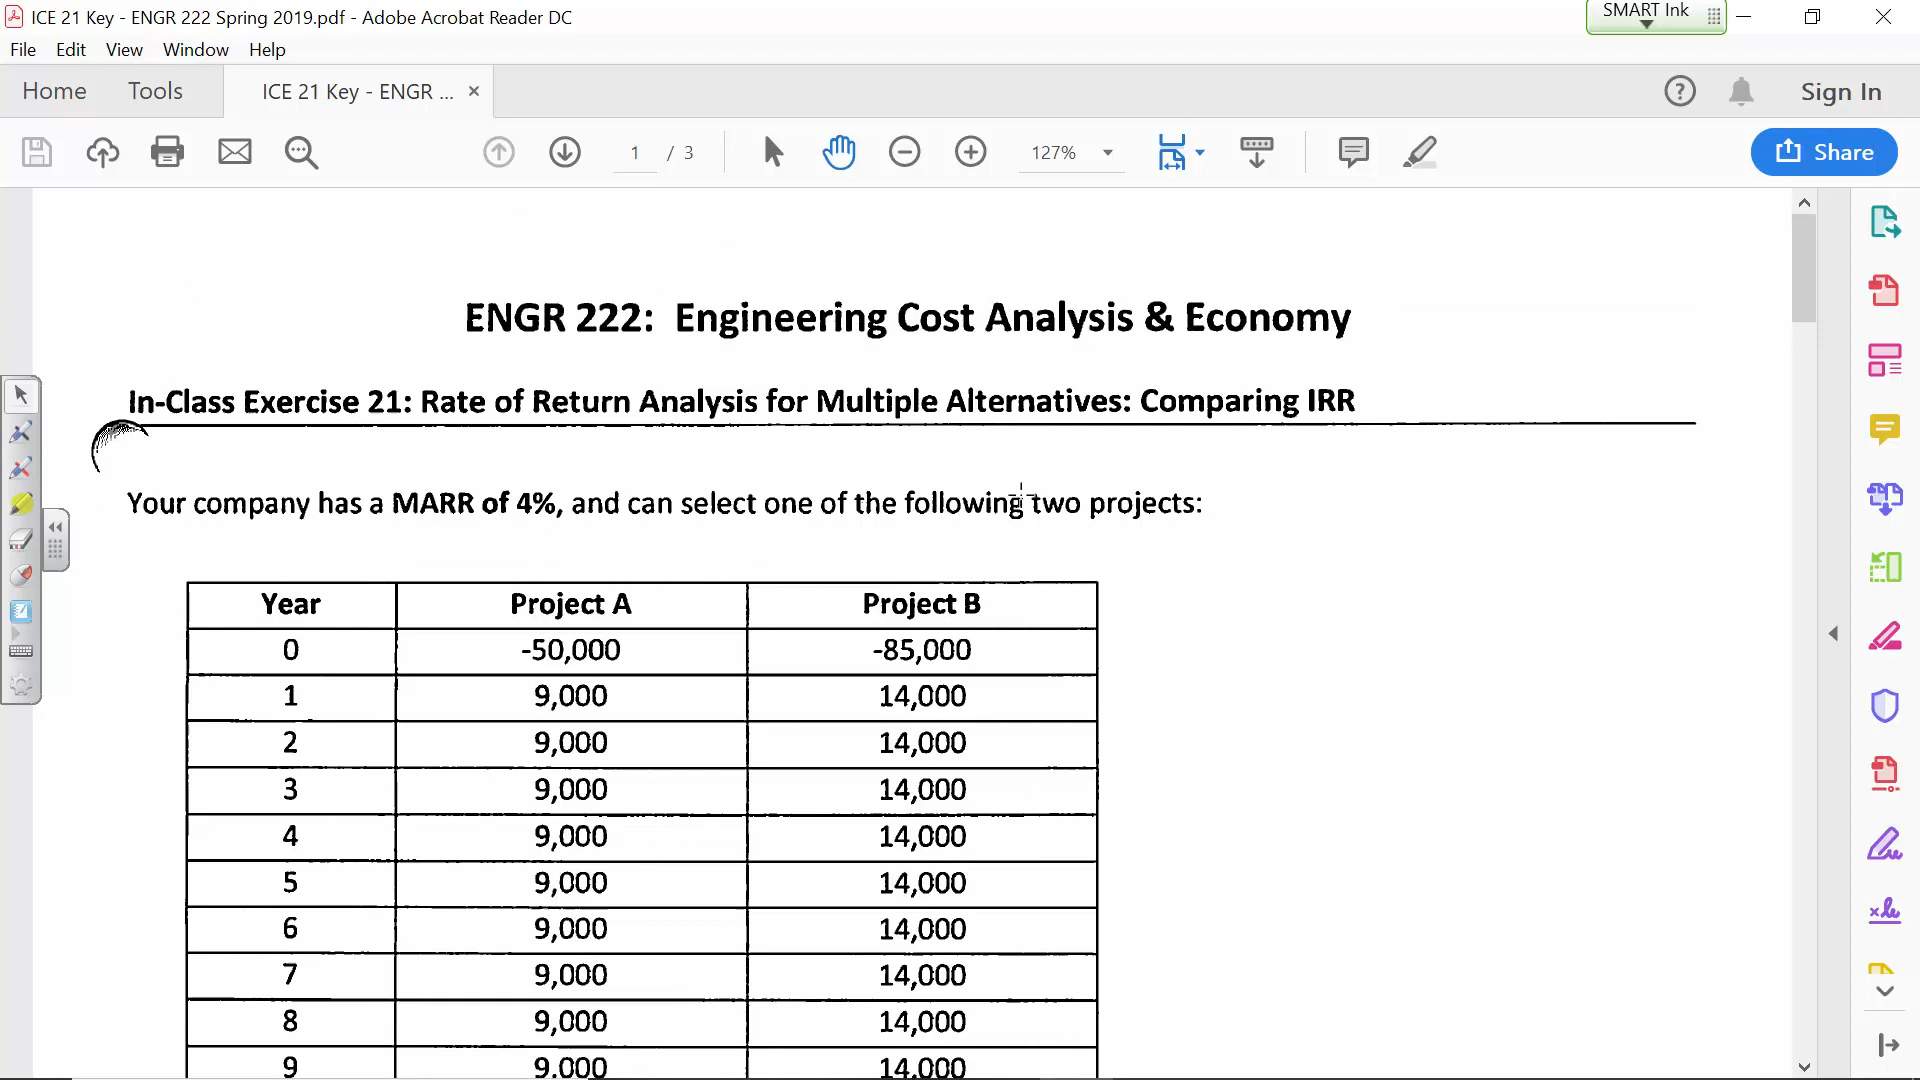 ICE 21 Key - ENGR 222 Spring 2019.pdf - Adobe Acrobat Reader DC
SMART Ink
File Edit View Window Help
Home Tools ICE 21 Key - ENGR ... × Sign In
1 / 3 127% Share
ENGR 222: Engineering Cost Analysis & Economy
In-Class Exercise 21: Rate of Return Analysis for Multiple Alternatives: Comparing IRR
Your company has a MARR of 4%, and can select one of the following two projects:
Year Project A Project B
0 -50,000 -85,000
1 9,000 14,000
2 9,000 14,000
3 9,000 14,000
4 9,000 14,000
5 9,000 14,000
6 9,000 14,000
7 9,000 14,000
8 9,000 14,000
9 9,000 14,000